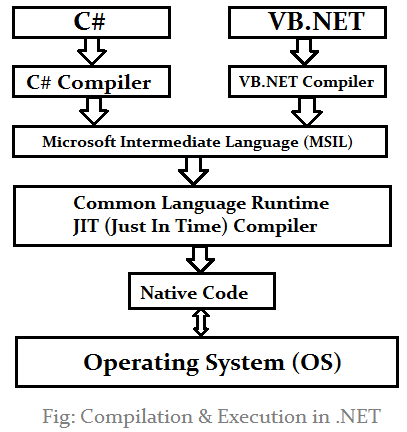 C#
VB.NET
C# Compiler
VB.NET Compiler
Microsoft Intermediate Language (MSIL)
Common Language Runtime
JIT (Just In Time) Compiler
Native Code
Operating System (OS)
Fig: Compilation & Execution in .NET